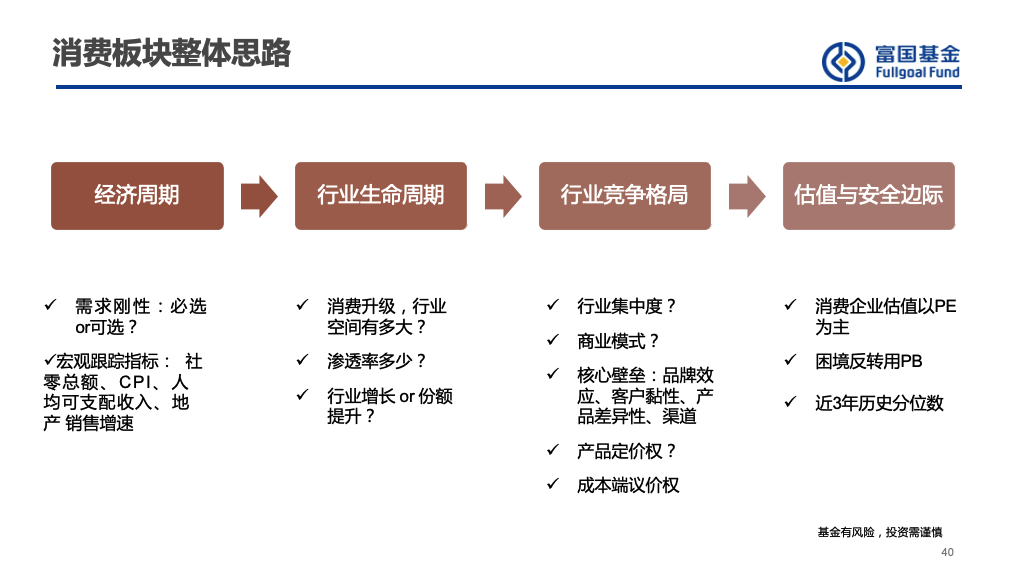 消费板块整体思路
富国基金
Fullgoal Fund
经济周期
行业生命周期
行业竞争格局
估值与安全边际
✓ 需求刚性：必选
or可选？
✓宏观跟踪指标： 社
零总额、CPI、人
均可支配收入、地
产 销售增速
✓ 消费升级，行业
空间有多大？
✓ 渗透率多少？
✓ 行业增长 or 份额
提升？
✓ 行业集中度？
✓ 商业模式？
✓ 核心壁垒：品牌效
应、客户黏性、产
品差异性、渠道
✓ 产品定价权？
✓ 成本端议价权
✓ 消费企业估值以PE
为主
✓ 困境反转用PB
✓ 近3年历史分位数
基金有风险，投资需谨慎
40